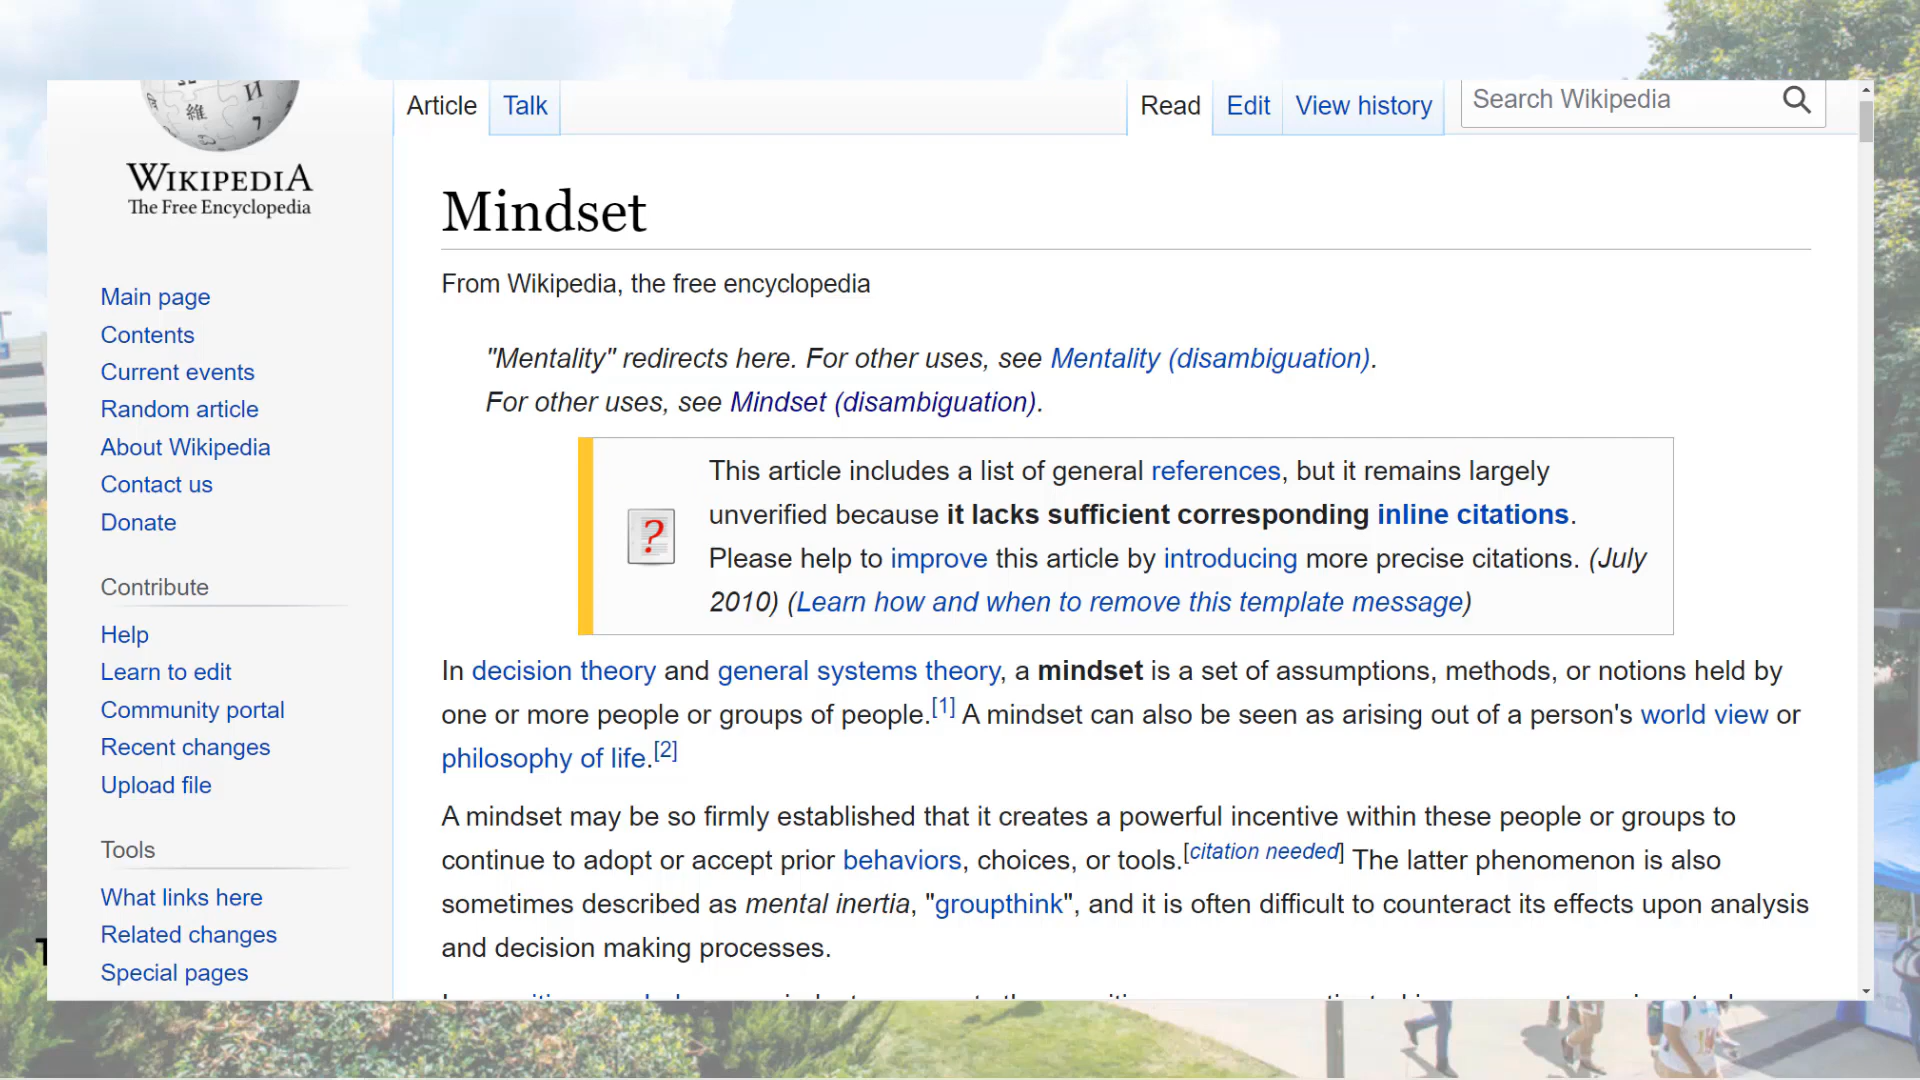 Article Talk Read Edit View history Search Wikipedia
WIKIPEDIA
The Free Encyclopedia
Main page
Contents
Current events
Random article
About Wikipedia
Contact us
Donate
Contribute
Help
Learn to edit
Community portal
Recent changes
Upload file
Tools
What links here
Related changes
Special pages
Mindset
From Wikipedia, the free encyclopedia
"Mentality" redirects here. For other uses, see Mentality (disambiguation).
For other uses, see Mindset (disambiguation).
This article includes a list of general references, but it remains largely
unverified because it lacks sufficient corresponding inline citations.
Please help to improve this article by introducing more precise citations. (July
2010) (Learn how and when to remove this template message)
In decision theory and general systems theory, a mindset is a set of assumptions, methods, or notions held by
one or more people or groups of people.[1] A mindset can also be seen as arising out of a person's world view or
philosophy of life.[2]
A mindset may be so firmly established that it creates a powerful incentive within these people or groups to
continue to adopt or accept prior behaviors, choices, or tools.[citation needed] The latter phenomenon is also
sometimes described as mental inertia, "groupthink", and it is often difficult to counteract its effects upon analysis
and decision making processes.